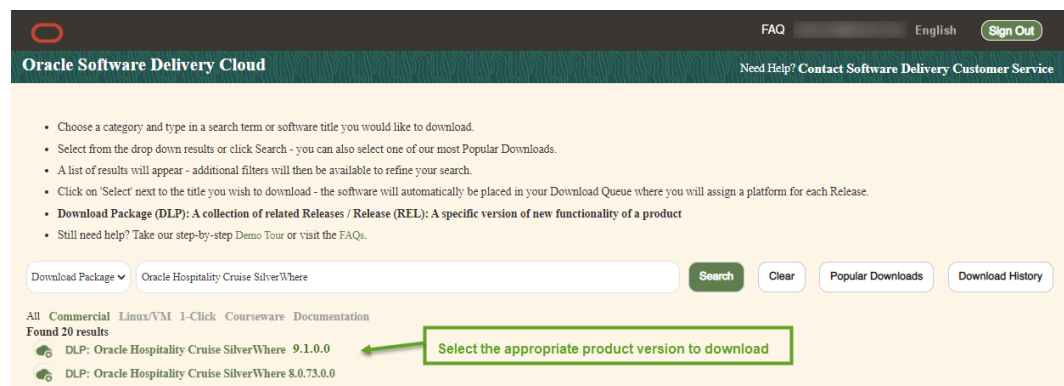 FAQ English Sign Out
Oracle Software Delivery Cloud
Need Help? Contact Software Delivery Customer Service
• Choose a category and type in a search term or software title you would like to download.
• Select from the drop down results or click Search - you can also select one of our most Popular Downloads.
• A list of results will appear - additional filters will then be available to refine your search.
• Click on 'Select' next to the title you wish to download - the software will automatically be placed in your Download Queue where you will assign a platform for each Release.
• Download Package (DLP): A collection of related Releases / Release (REL): A specific version of new functionality of a product
• Still need help? Take our step-by-step Demo Tour or visit the FAQs.
Download Package Oracle Hospitality Cruise SilverWhere Search Clear Popular Downloads Download History
All Commercial Linux/VM 1-Click Courseware Documentation
Found 20 results
DLP: Oracle Hospitality Cruise SilverWhere 9.1.0.0
Select the appropriate product version to download
DLP: Oracle Hospitality Cruise SilverWhere 8.0.73.0.0